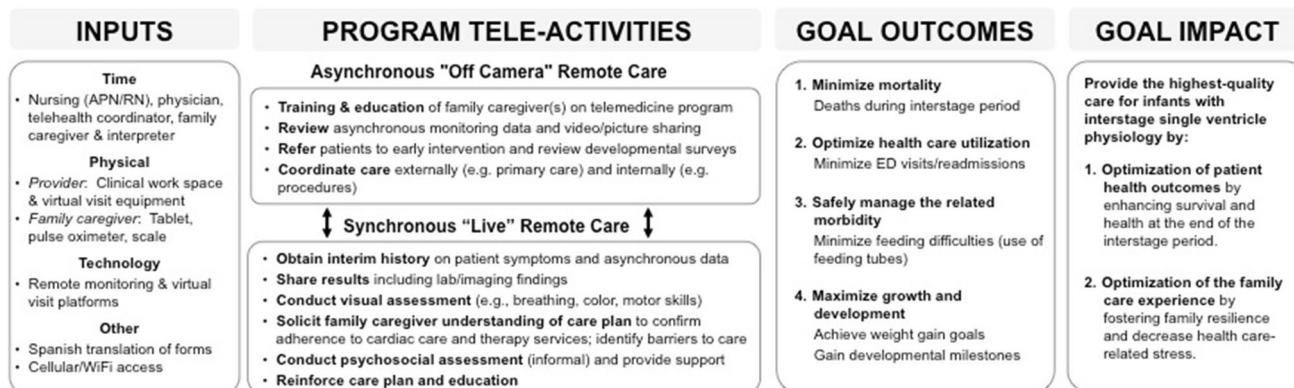 INPUTS
Time
• Nursing (APN/RN), physician,
telehealth coordinator, family
caregiver & interpreter
Physical
• Provider: Clinical work space
& virtual visit equipment
• Family caregiver: Tablet,
pulse oximeter, scale
Technology
• Remote monitoring & virtual
visit platforms
Other
• Spanish translation of forms
• Cellular/WiFi access
PROGRAM TELE-ACTIVITIES
Asynchronous "Off Camera" Remote Care
• Training & education of family caregiver(s) on telemedicine program
• Review asynchronous monitoring data and video/picture sharing
• Refer patients to early intervention and review developmental surveys
• Coordinate care externally (e.g. primary care) and internally (e.g.
procedures)
Synchronous “Live” Remote Care
• Obtain interim history on patient symptoms and asynchronous data
• Share results including lab/imaging findings
• Conduct visual assessment (e.g., breathing, color, motor skills)
• Solicit family caregiver understanding of care plan to confirm
adherence to cardiac care and therapy services; identify barriers to care
• Conduct psychosocial assessment (informal) and provide support
• Reinforce care plan and education
GOAL OUTCOMES
1. Minimize mortality
Deaths during interstage period
2. Optimize health care utilization
Minimize ED visits/readmissions
3. Safely manage the related
morbidity
Minimize feeding difficulties (use of
feeding tubes)
4. Maximize growth and
development
Achieve weight gain goals
Gain developmental milestones
GOAL IMPACT
Provide the highest-quality
care for infants with
interstage single ventricle
physiology by:
1. Optimization of patient
health outcomes by
enhancing survival and
health at the end of the
interstage period.
2. Optimization of the family
care experience by
fostering family resilience
and decrease health care-
related stress.